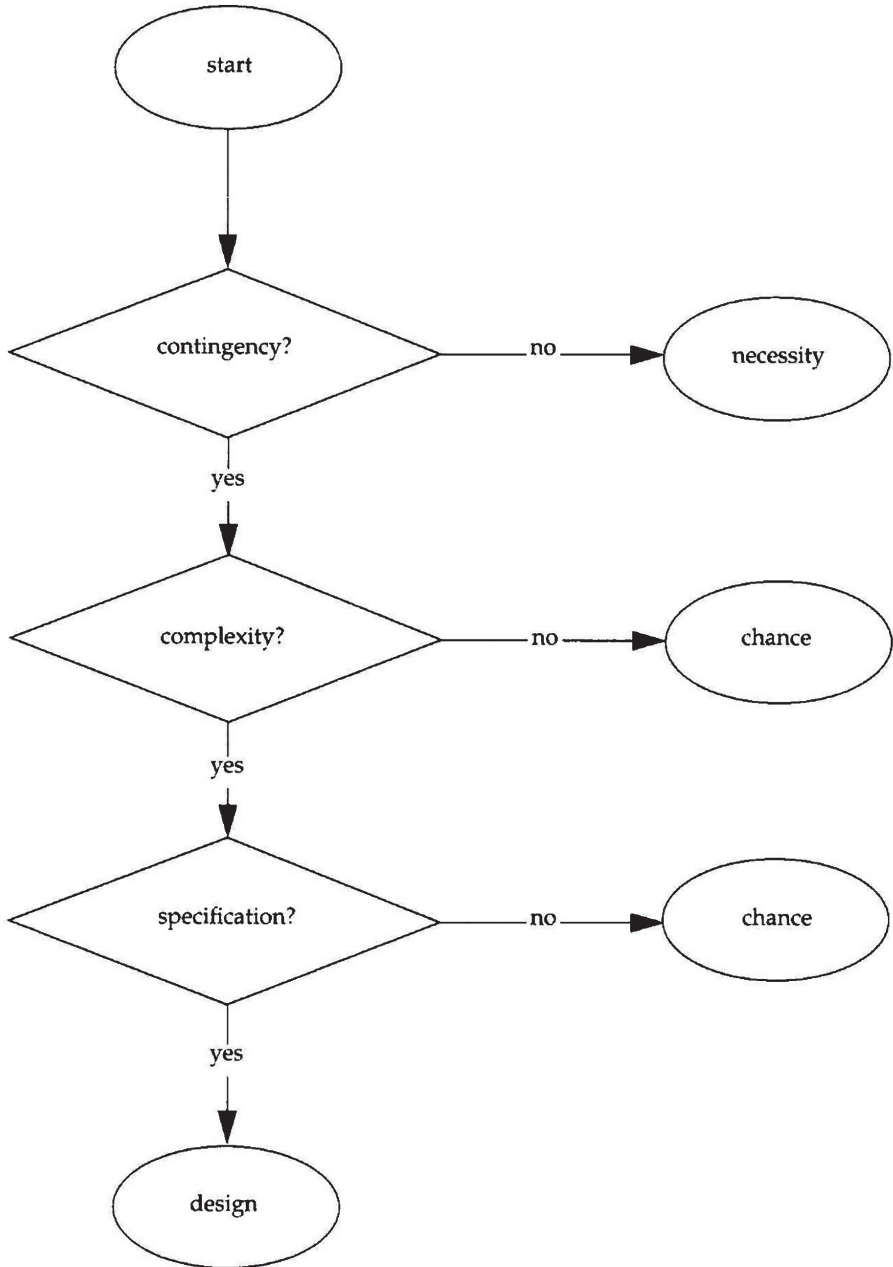 start
contingency?
no
necessity
yes
complexity?
no
chance
yes
specification?
no
chance
yes
design